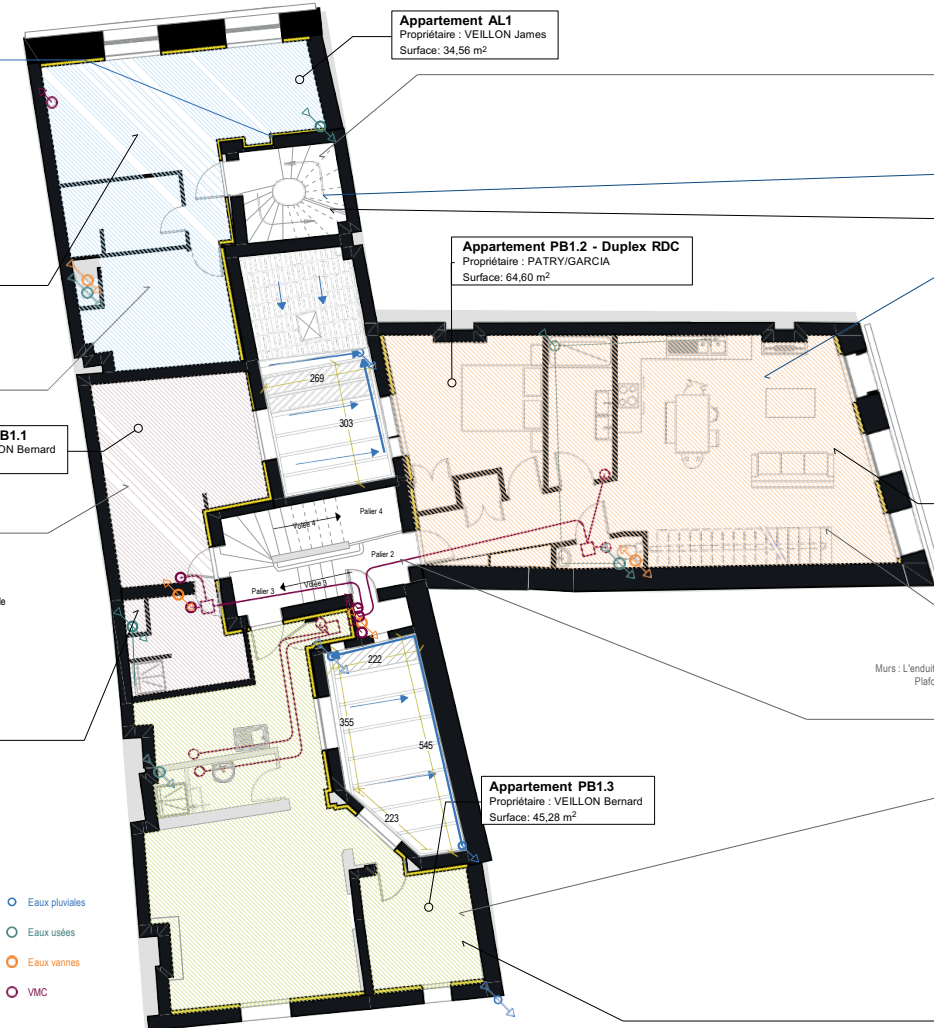 Appartement AL1
Propriétaire : VEILLON James
Surface: 34,56 m²
Appartement PB1.2 - Duplex RDC
Propriétaire : PATRY/GARCIA
Surface: 64,60 m²
269
303
B1.1
ON Bernard
Volée 4
Palier 4
Palier 2
Palier 3
Volée 3
le
222
355
545
223
Murs : L'enduit
Plafo
Appartement PB1.3
Propriétaire : VEILLON Bernard
Surface: 45,28 m²
Eaux pluviales
Eaux usées
Eaux vannes
VMC